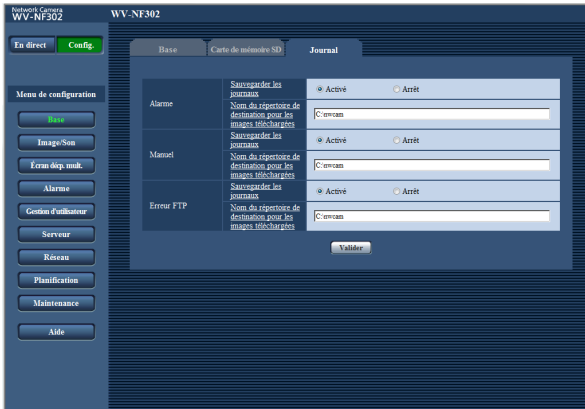 Network Camera
WV-NF302
WV-NF302
En direct
Config.
Base
Carte de mémoire SD
Journal
Menu de configuration
Base
Image/Son
Écran déqp. mult.
Alarme
Gestion d'utilisateur
Serveur
Réseau
Planification
Maintenance
Aide
Alarme
Sauvegarder les
journaux
Activé
Arrêt
Nom du répertoire de
destination pour les
images téléchargées
C:\nwcam
Manuel
Sauvegarder les
journaux
Activé
Arrêt
Nom du répertoire de
destination pour les
images téléchargées
C:\nwcam
Erreur FTP
Sauvegarder les
journaux
Activé
Arrêt
Nom du répertoire de
destination pour les
images téléchargées
C:\nwcam
Valider